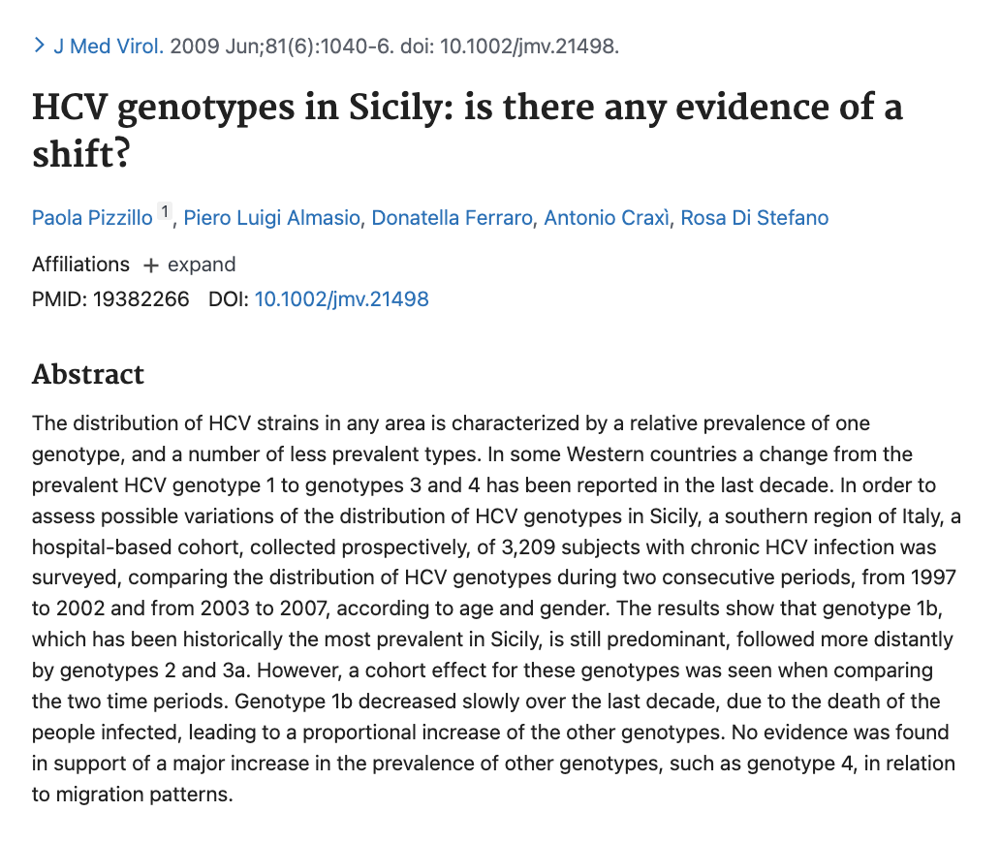 > J Med Virol. 2009 Jun;81(6):1040-6. doi: 10.1002/jmv.21498.
HCV genotypes in Sicily: is there any evidence of a
shift?
Paola Pizzillo 1, Piero Luigi Almasio, Donatella Ferraro, Antonio Craxì, Rosa Di Stefano
Affiliations + expand
PMID: 19382266 DOI: 10.1002/jmv.21498
Abstract
The distribution of HCV strains in any area is characterized by a relative prevalence of one
genotype, and a number of less prevalent types. In some Western countries a change from the
prevalent HCV genotype 1 to genotypes 3 and 4 has been reported in the last decade. In order to
assess possible variations of the distribution of HCV genotypes in Sicily, a southern region of Italy, a
hospital-based cohort, collected prospectively, of 3,209 subjects with chronic HCV infection was
surveyed, comparing the distribution of HCV genotypes during two consecutive periods, from 1997
to 2002 and from 2003 to 2007, according to age and gender. The results show that genotype 1b,
which has been historically the most prevalent in Sicily, is still predominant, followed more distantly
by genotypes 2 and 3a. However, a cohort effect for these genotypes was seen when comparing
the two time periods. Genotype 1b decreased slowly over the last decade, due to the death of the
people infected, leading to a proportional increase of the other genotypes. No evidence was found
in support of a major increase in the prevalence of other genotypes, such as genotype 4, in relation
to migration patterns.